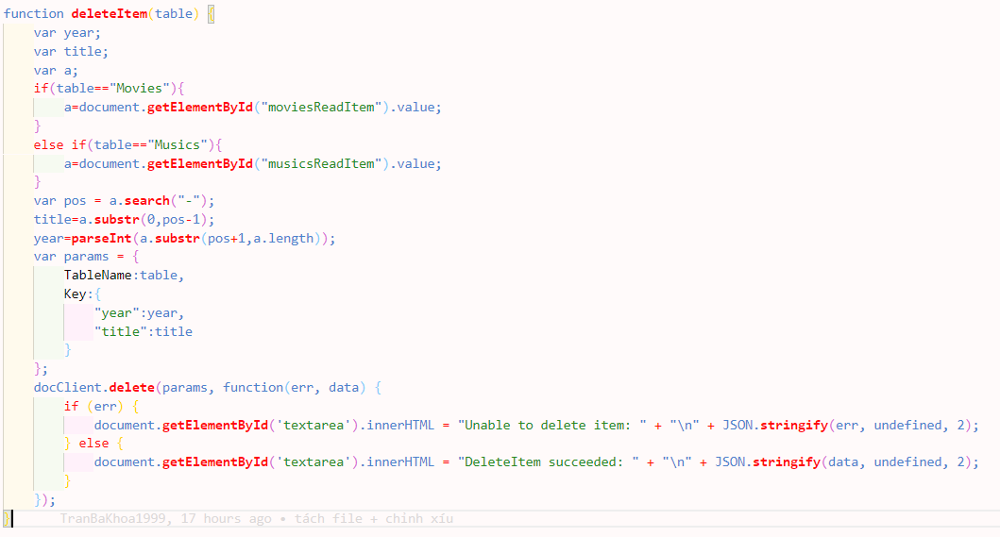 function deleteItem(table) {
    var year;
    var title;
    var a;
    if(table=="Movies"){
        a=document.getElementById("moviesReadItem").value;
    }
    else if(table=="Musics"){
        a=document.getElementById("musicsReadItem").value;
    }
    var pos = a.search("-");
    title=a.substr(0,pos-1);
    year=parseInt(a.substr(pos+1,a.length));
    var params = {
        TableName:table,
        Key:{
            "year":year,
            "title":title
        }
    };
    docClient.delete(params, function(err, data) {
        if (err) {
            document.getElementById('textarea').innerHTML = "Unable to delete item: " + "\n" + JSON.stringify(err, undefined, 2);
        } else {
            document.getElementById('textarea').innerHTML = "DeleteItem succeeded: " + "\n" + JSON.stringify(data, undefined, 2);
        }
    });
} TranBaKhoa1999, 17 hours ago • tách file + chỉnh xíu